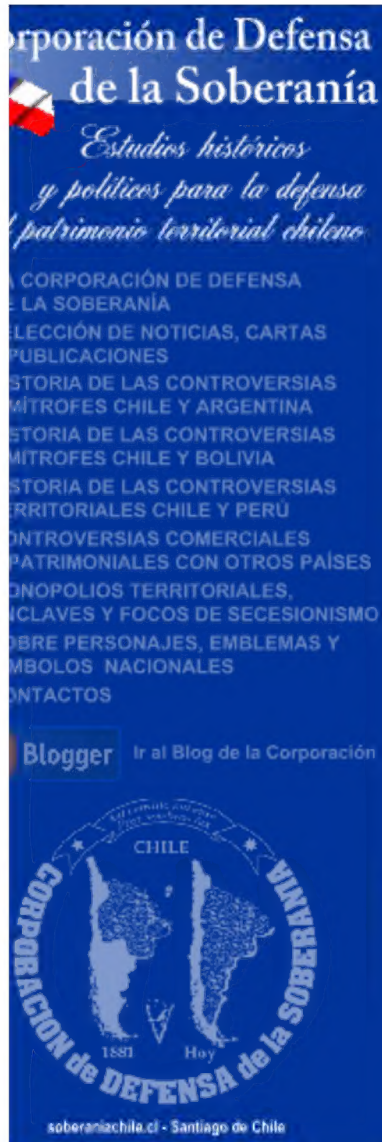 rporación de Defensa
de la Soberanía
Estudios históricos
y políticos para la defensa
l patrimonio territorial chileno
A CORPORACIÓN DE DEFENSA
E LA SOBERANÍA
LECCIÓN DE NOTICIAS, CARTAS
PUBLICACIONES
STORIA DE LAS CONTROVERSIAS
MÍTROFES CHILE Y ARGENTINA
STORIA DE LAS CONTROVERSIAS
MÍTROFES CHILE Y BOLIVIA
STORIA DE LAS CONTROVERSIAS
RRITORIALES CHILE Y PERÚ
ONTROVERSIAS COMERCIALES
PATRIMONIALES CON OTROS PAÍSES
ONOPOLIOS TERRITORIALES,
NCLAVES Y FOCOS DE SECESIONISMO
OBRE PERSONAJES, EMBLEMAS Y
MBOLOS NACIONALES
ONTACTOS
Blogger Ir al Blog de la Corporación
CHILE
1881 Hoy
CORPORACION de DEFENSA de la SOBERANIA
soberaniachile.cl - Santiago de Chile